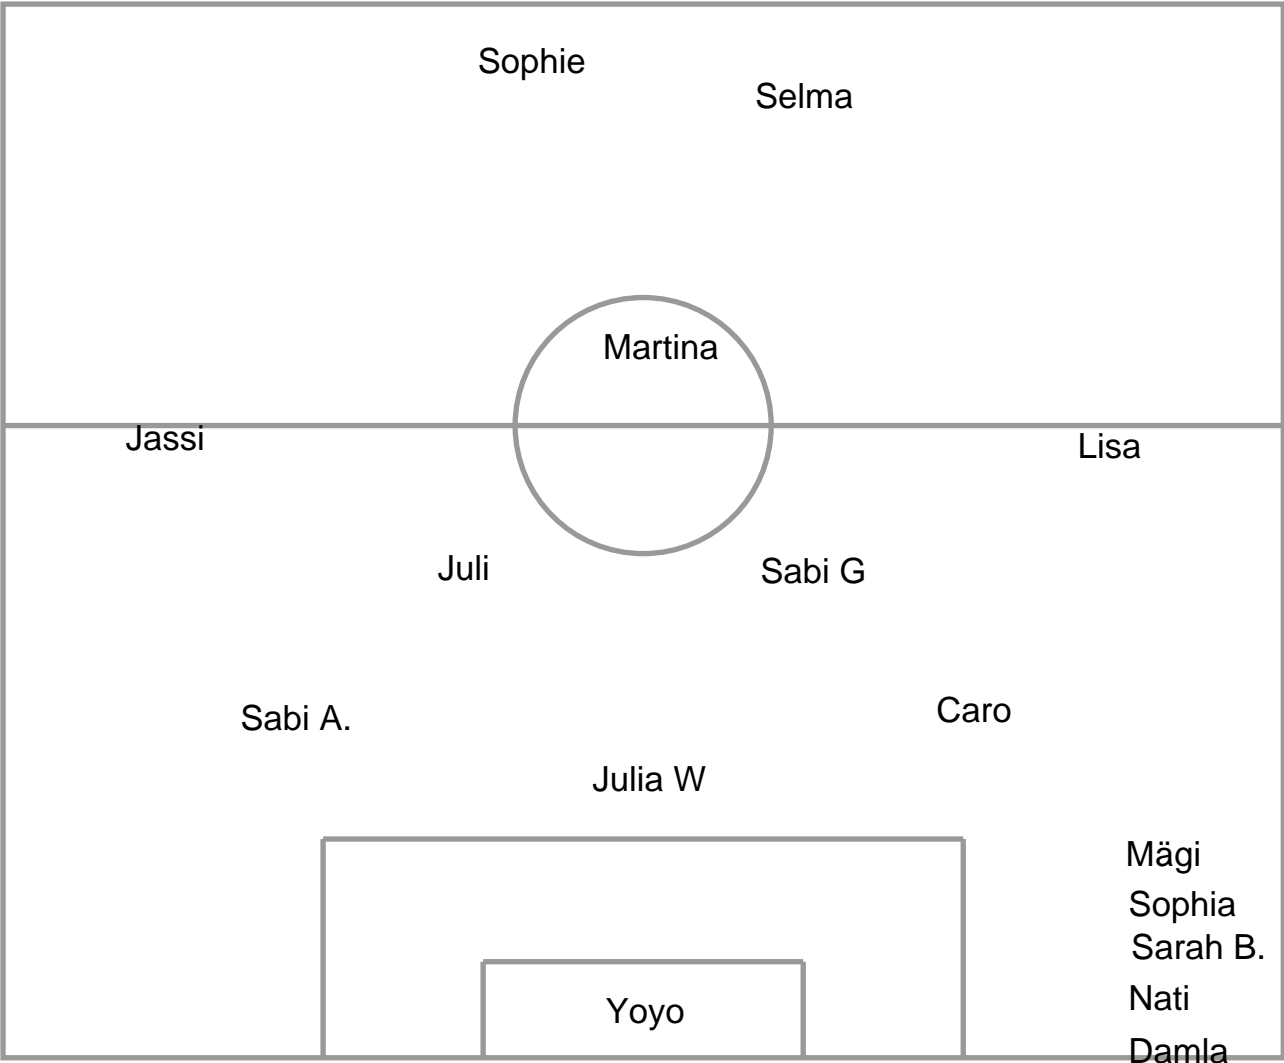 Sophie
Selma
Martina
Jassi
Lisa
Juli
Sabi G
Sabi A.
Caro
Julia W
Mägi
Sophia
Sarah B.
Nati
Yoyo
Damla